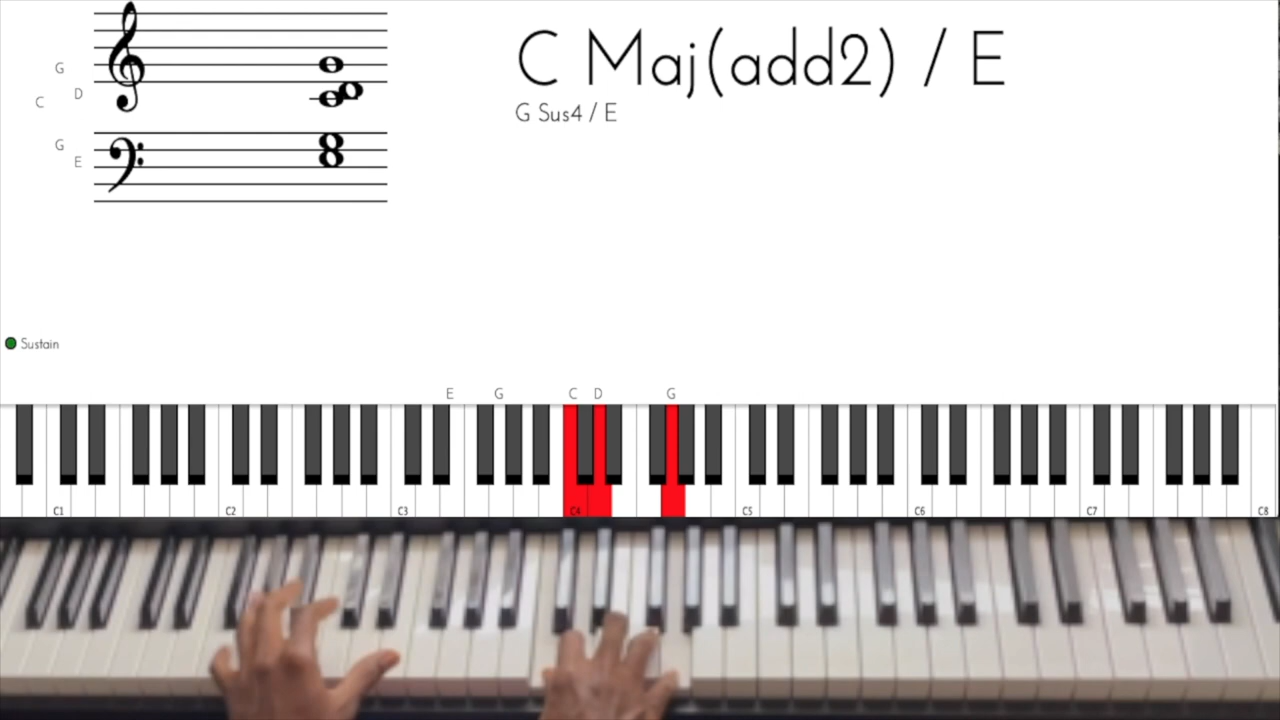 C Maj(add2) / E
G Sus4 / E
G
D
C
G
E
Sustain
E G C D G
C1 C2 C3 C4 C5 C6 C7 C8